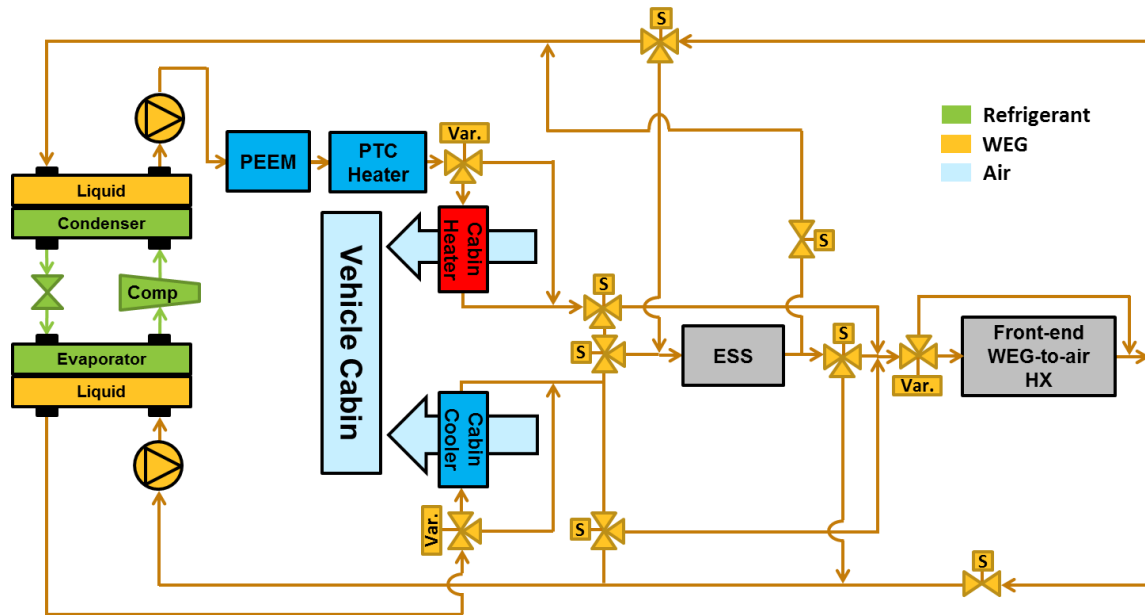 S
Refrigerant
WEG
Air
Var.
PEEM
PTC
Heater
Liquid
Condenser
Cabin
Heater
Vehicle Cabin
S
Comp
S
S
S
Evaporator
Liquid
ESS
Front-end
WEG-to-air
HX
Var.
Cabin
Cooler
Var.
S
S